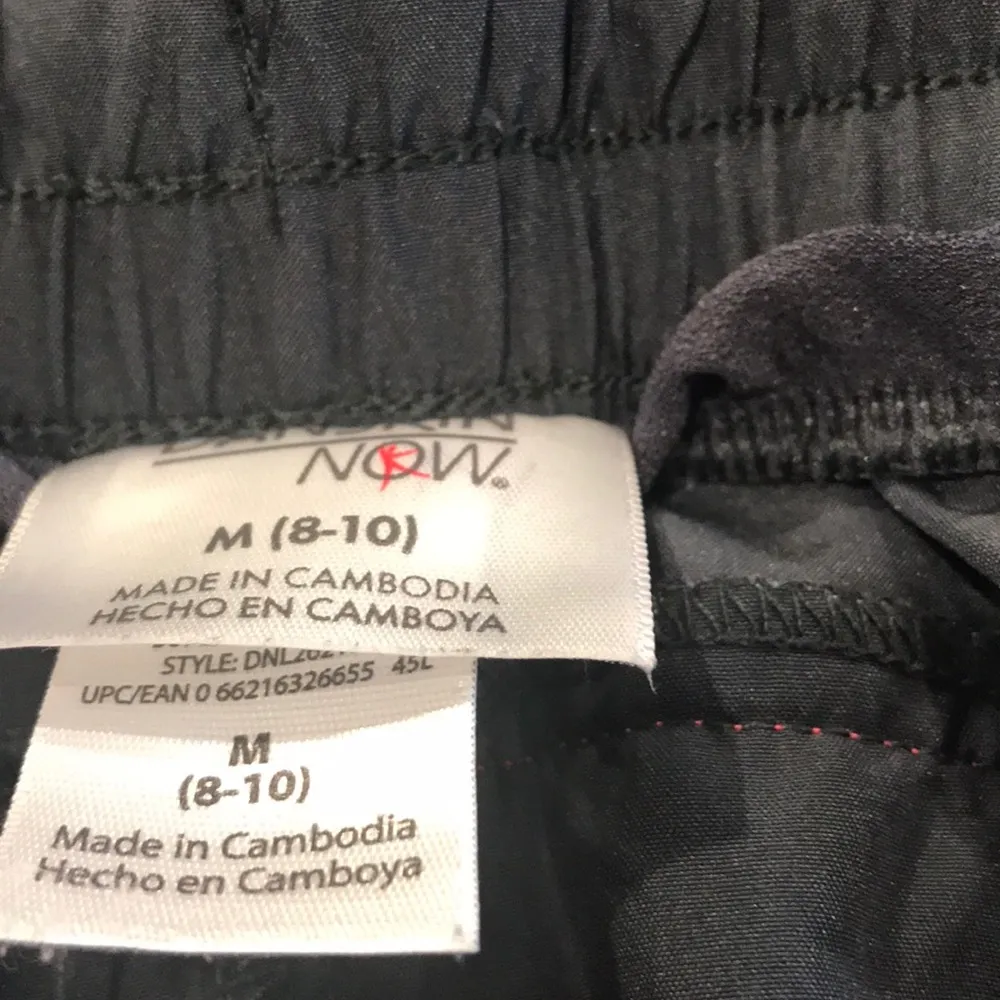 DANSKIN
NOW®
R
M (8-10)
MADE IN CAMBODIA
HECHO EN CAMBOYA
STYLE:
UPC/EAN 0 66216326655 45L
M
(8-10)
Made in Cambodia
Hecho en Camboya